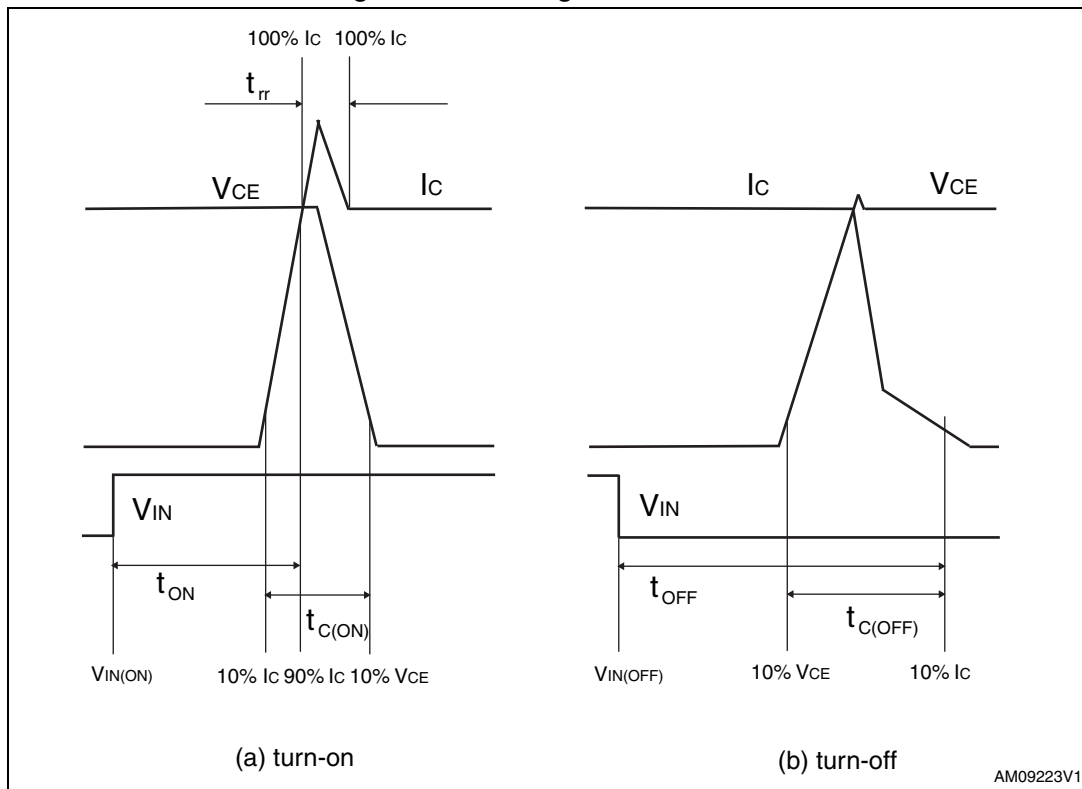 100% IC 100% IC
trr
VCE IC
IC VCE
VIN
VIN
tON
tC(ON)
tOFF
tC(OFF)
VIN(ON) 10% IC 90% IC 10% VCE
VIN(OFF) 10% VCE 10% IC
(a) turn-on
(b) turn-off
AM09223V1